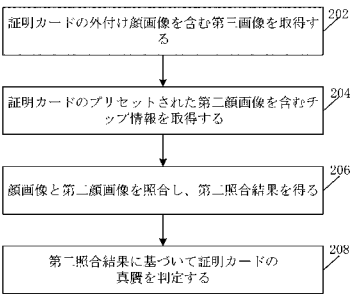 202
証明カードの外付け顔画像を含む第三画像を取得す
る
204
証明カードのプリセットされた第二顔画像を含むチ
ップ情報を取得する
206
顔画像と第二顔画像を照合し、第二照合結果を得る
208
第二照合結果に基づいて証明カードの
真贋を判定する